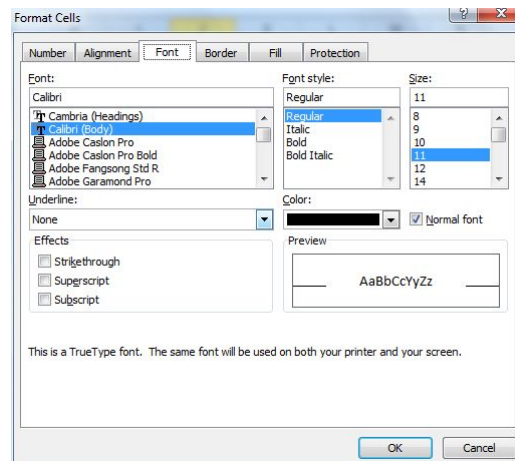 Format Cells
Number Alignment Font Border Fill Protection
Font: Font style: Size:
Calibri Regular 11
Cambria (Headings) Regular 8
Calibri (Body) Italic 9
Adobe Caslon Pro Bold 10
Adobe Caslon Pro Bold Bold Italic 11
Adobe Fangsong Std R 12
Adobe Garamond Pro 14
Underline: Color:
None Normal font
Effects Preview
Strikethrough
Superscript AaBbCcYyZz
Subscript
This is a TrueType font. The same font will be used on both your printer and your screen.
OK Cancel